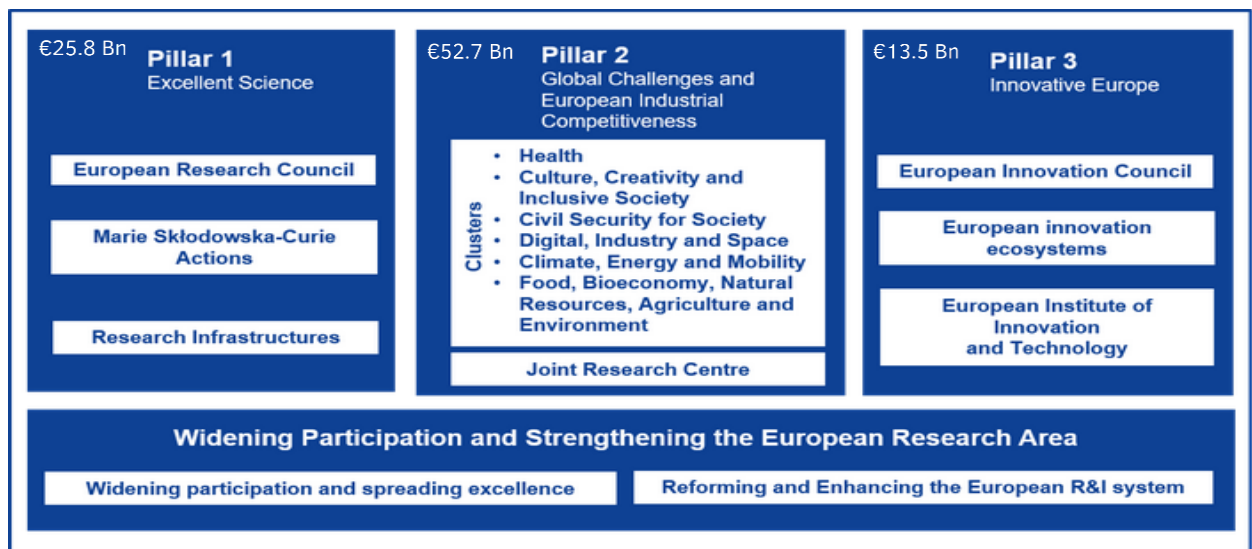 €25.8 Bn
Pillar 1
Excellent Science
European Research Council
Marie Skłodowska-Curie
Actions
Research Infrastructures
€52.7 Bn
Pillar 2
Global Challenges and
European Industrial
Competitiveness
Clusters
• Health
• Culture, Creativity and
Inclusive Society
• Civil Security for Society
• Digital, Industry and Space
• Climate, Energy and Mobility
• Food, Bioeconomy, Natural
Resources, Agriculture and
Environment
Joint Research Centre
€13.5 Bn
Pillar 3
Innovative Europe
European Innovation Council
European innovation
ecosystems
European Institute of
Innovation
and Technology
Widening Participation and Strengthening the European Research Area
Widening participation and spreading excellence
Reforming and Enhancing the European R&I system